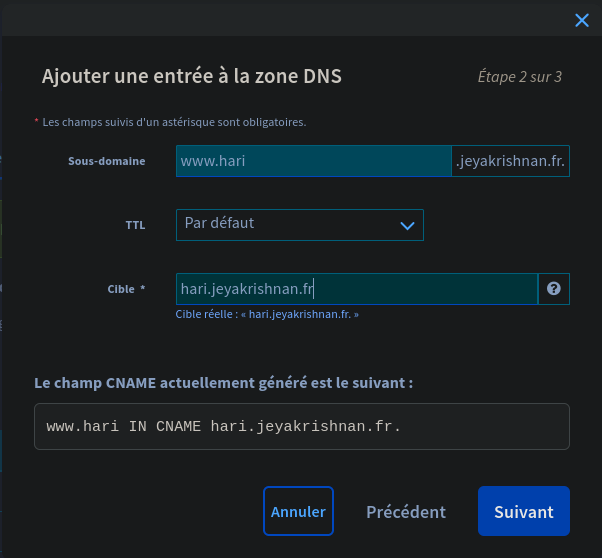 Ajouter une entrée à la zone DNS
Étape 2 sur 3
* Les champs suivis d'un astérisque sont obligatoires.
Sous-domaine
www.hari
.jeyakrishnan.fr.
TTL
Par défaut
Cible *
hari.jeyakrishnan.fr
?
Cible réelle : « hari.jeyakrishnan.fr. »
Le champ CNAME actuellement généré est le suivant :
www.hari IN CNAME hari.jeyakrishnan.fr.
Annuler
Précédent
Suivant